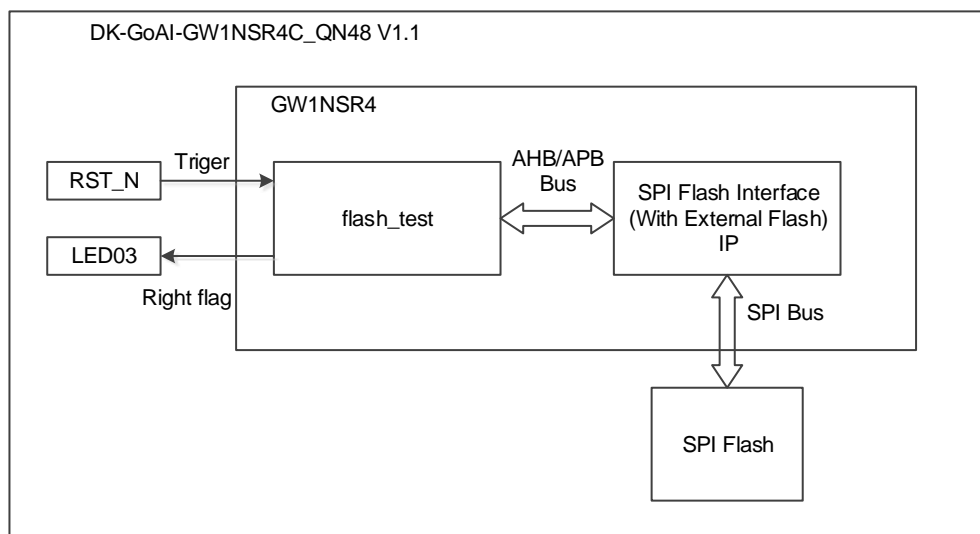 DK-GoAI-GW1NSR4C_QN48 V1.1
GW1NSR4
Triger
RST_N
LED03
Right flag
flash_test
AHB/APB
Bus
SPI Flash Interface
(With External Flash)
IP
SPI Bus
SPI Flash